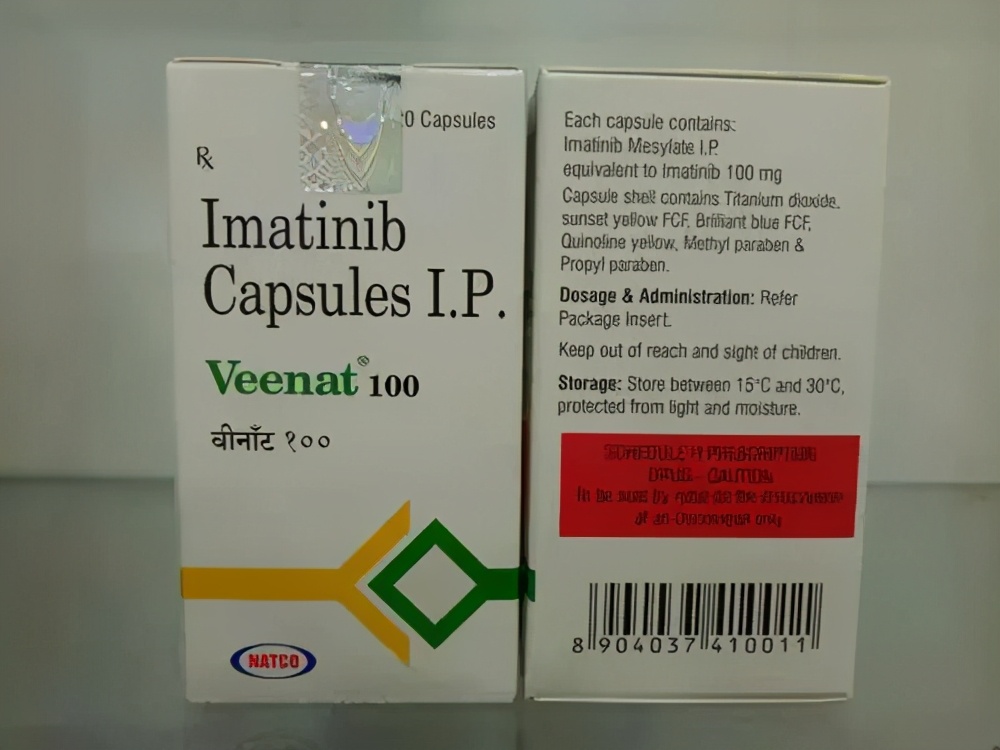 0 Capsules
Rx
Imatinib
Capsules I.P.
Veenat® 100
वीनाँट १००
NATCO
Each capsule contains:
Imatinib Mesylate I.P.
equivalent to Imatinib 100 mg
Capsule shell contains Titanium dioxide,
sunset yellow FCF, Brilliant blue FCF,
Quinoline yellow, Methyl paraben &
Propyl paraben.
Dosage & Administration: Refer
Package Insert.
Keep out of reach and sight of children.
Storage: Store between 15°C and 30°C,
protected from light and moisture.
8 904037 410011